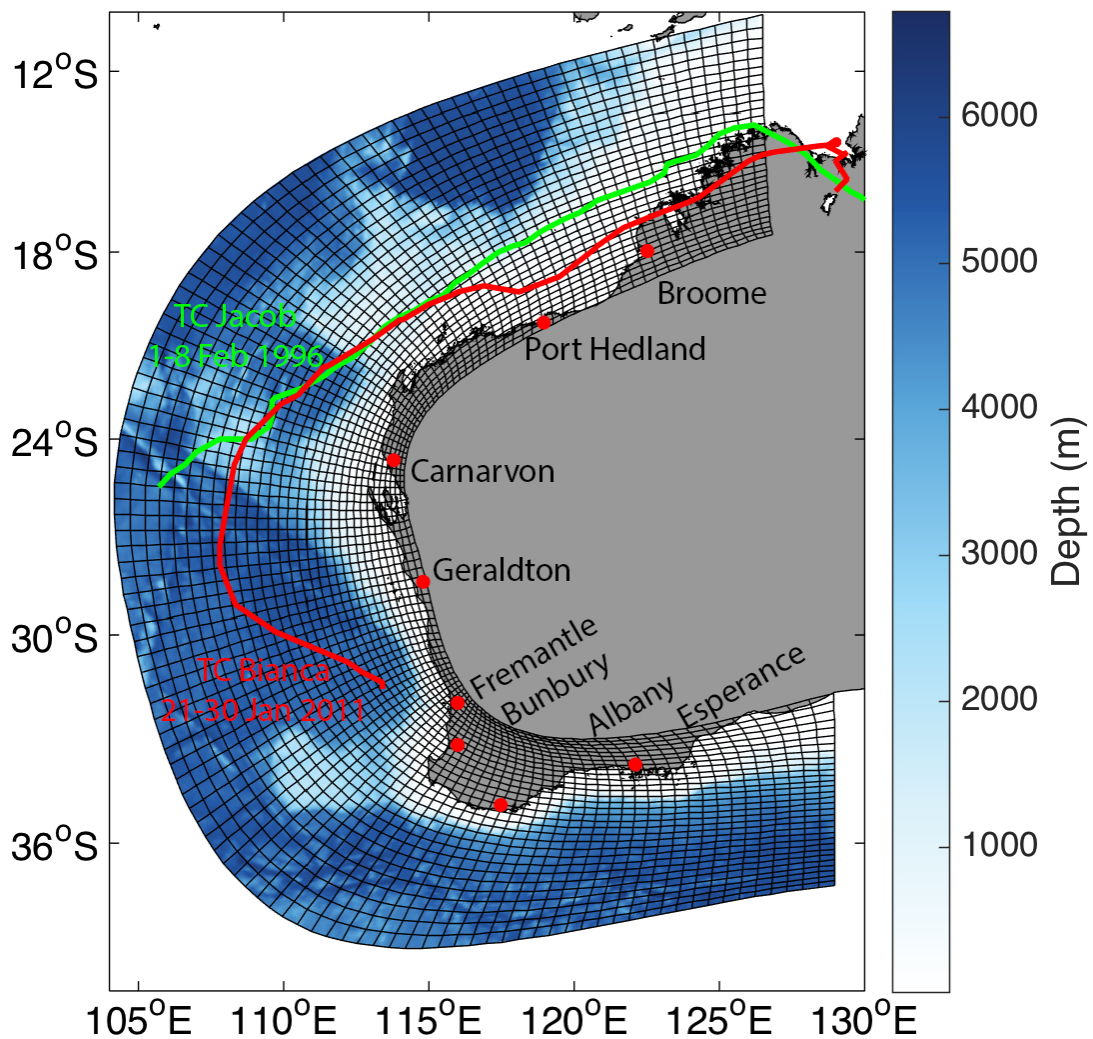 12°S
18°S
24°S
30°S
36°S
105°E
110°E
115°E
120°E
125°E
130°E
TC Jacob
1-8 Feb 1996
TC Bianca
21-30 Jan 2011
Broome
Port Hedland
Carnarvon
Geraldton
Fremantle
Bunbury
Albany
Esperance
6000
5000
4000
3000
2000
1000
Depth (m)